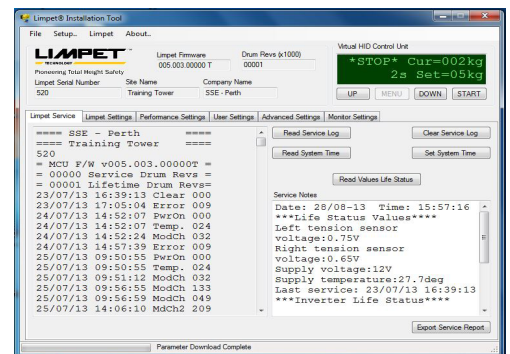 Limpet® Installation Tool
File Setup.. Limpet About..
LIMPET™
TECHNOLOGY
Pioneering Total Height Safety
Limpet Firmware
005.003.00000 T
Drum Revs (x1000)
00001
Limpet Serial Number
520
Site Name
Training Tower
Company Name
SSE - Perth
Virtual HID Control Unit
*STOP* Cur=002kg
2s Set=05kg
UP MENU DOWN START
Limpet Service Limpet Settings Performance Settings User Settings Advanced Settings Monitor Settings
==== SSE - Perth ====
==== Training Tower ====
520
= MCU F/W v005.003.00000T =
= 00000 Service Drum Revs =
= 00001 Lifetime Drum Revs=
23/07/13 16:39:13 Clear 000
23/07/13 17:05:04 Error 009
24/07/13 14:52:07 PwrOn 000
24/07/13 14:52:07 Temp. 024
24/07/13 14:52:24 ModCh 032
24/07/13 14:57:39 Error 009
25/07/13 09:50:55 PwrOn 000
25/07/13 09:50:55 Temp. 024
25/07/13 09:51:12 ModCh 032
25/07/13 09:56:55 ModCh 133
25/07/13 09:56:59 ModCh 049
25/07/13 14:06:10 MdCh2 209
Read Service Log
Clear Service Log
Read System Time
Set System Time
Read Values Life Status
Service Notes
Date: 28/08-13 Time: 15:57:16
***Life Status Values****
Left tension sensor
voltage:0.75V
Right tension sensor
voltage:0.65V
Supply voltage:12V
Supply temperature:27.7deg
Last service: 23/07/13 16:39:13
***Inverter Life Status****
Export Service Report
Parameter Download Complete